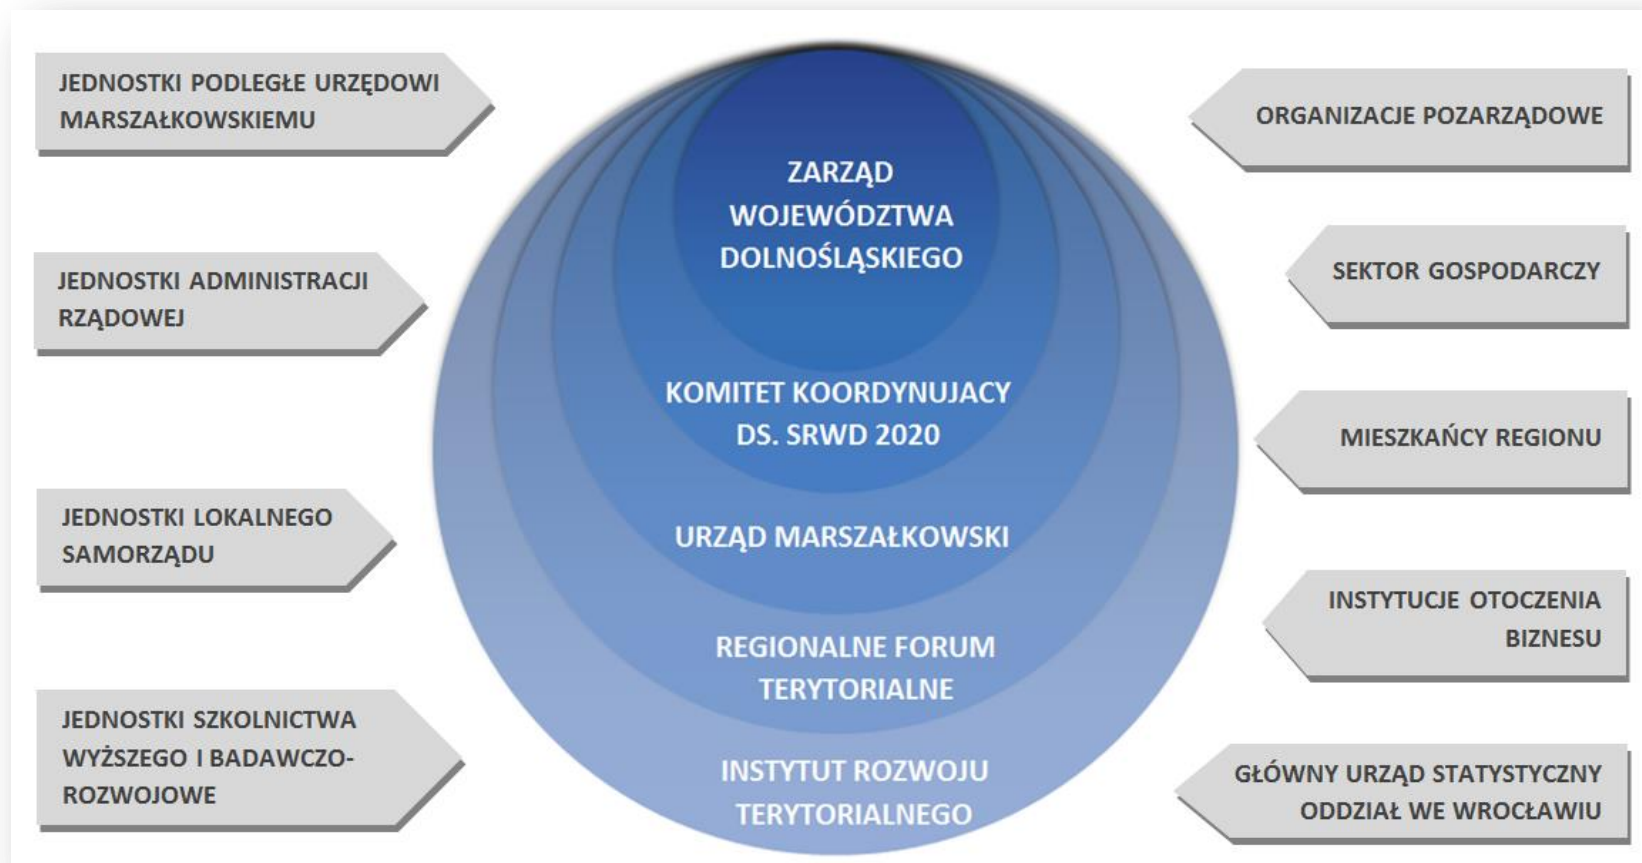 JEDNOSTKI PODLEGŁE URZĘDOWI
MARSZAŁKOWSKIEMU
JEDNOSTKI ADMINISTRACJI
RZĄDOWEJ
JEDNOSTKI LOKALNEGO
SAMORZĄDU
JEDNOSTKI SZKOLNICTWA
WYŻSZEGO I BADAWCZO-
ROZWOJOWE
ZARZĄD
WOJEWÓDZTWA
DOLNOŚLĄSKIEGO
KOMITET KOORDYNUJACY
DS. SRWD 2020
URZĄD MARSZAŁKOWSKI
REGIONALNE FORUM
TERYTORIALNE
INSTYTUT ROZWOJU
TERYTORIALNEGO
ORGANIZACJE POZARZĄDOWE
SEKTOR GOSPODARCZY
MIESZKAŃCY REGIONU
INSTYTUCJE OTOCZENIA
BIZNESU
GŁÓWNY URZĄD STATYSTYCZNY
ODDZIAŁ WE WROCŁAWIU